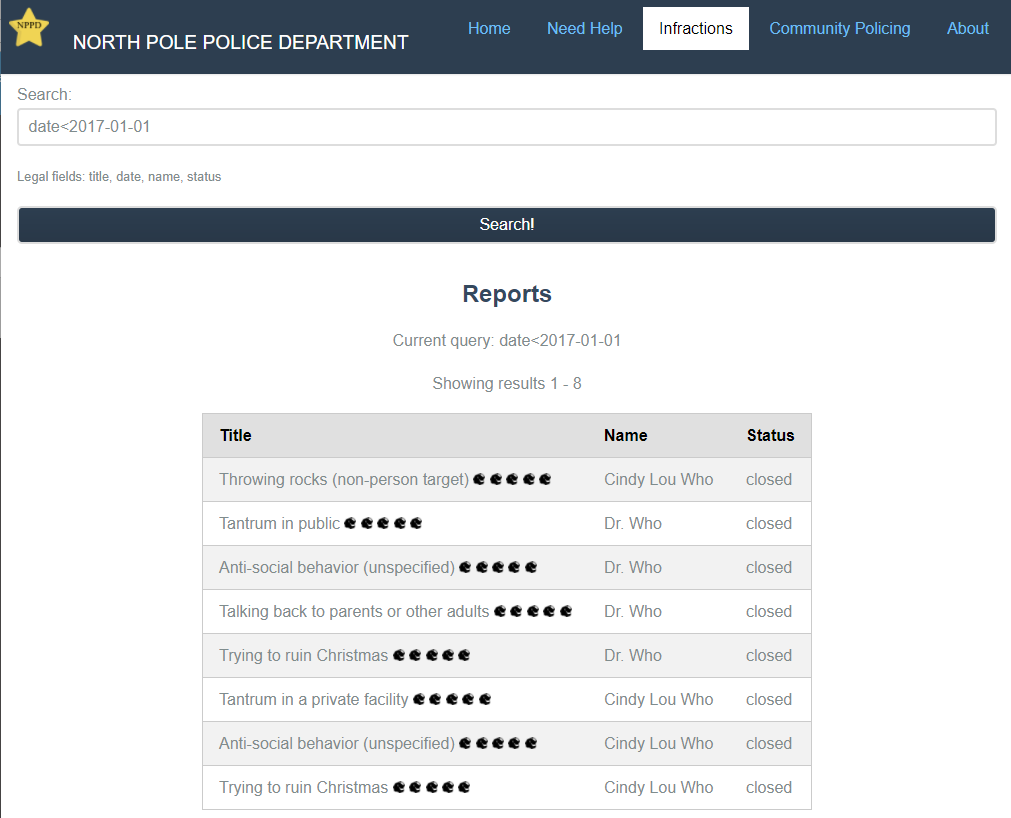 NPPD
NORTH POLE POLICE DEPARTMENT
Home Need Help Infractions Community Policing About
Search:
date<2017-01-01
Legal fields: title, date, name, status
Search!
Reports
Current query: date<2017-01-01
Showing results 1 - 8
Title Name Status
Throwing rocks (non-person target) Cindy Lou Who closed
Tantrum in public Dr. Who closed
Anti-social behavior (unspecified) Dr. Who closed
Talking back to parents or other adults Dr. Who closed
Trying to ruin Christmas Dr. Who closed
Tantrum in a private facility Cindy Lou Who closed
Anti-social behavior (unspecified) Cindy Lou Who closed
Trying to ruin Christmas Cindy Lou Who closed